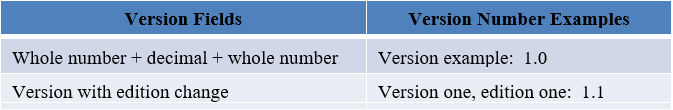 Version Fields Version Number Examples
Whole number + decimal + whole number Version example: 1.0
Version with edition change Version one, edition one: 1.1